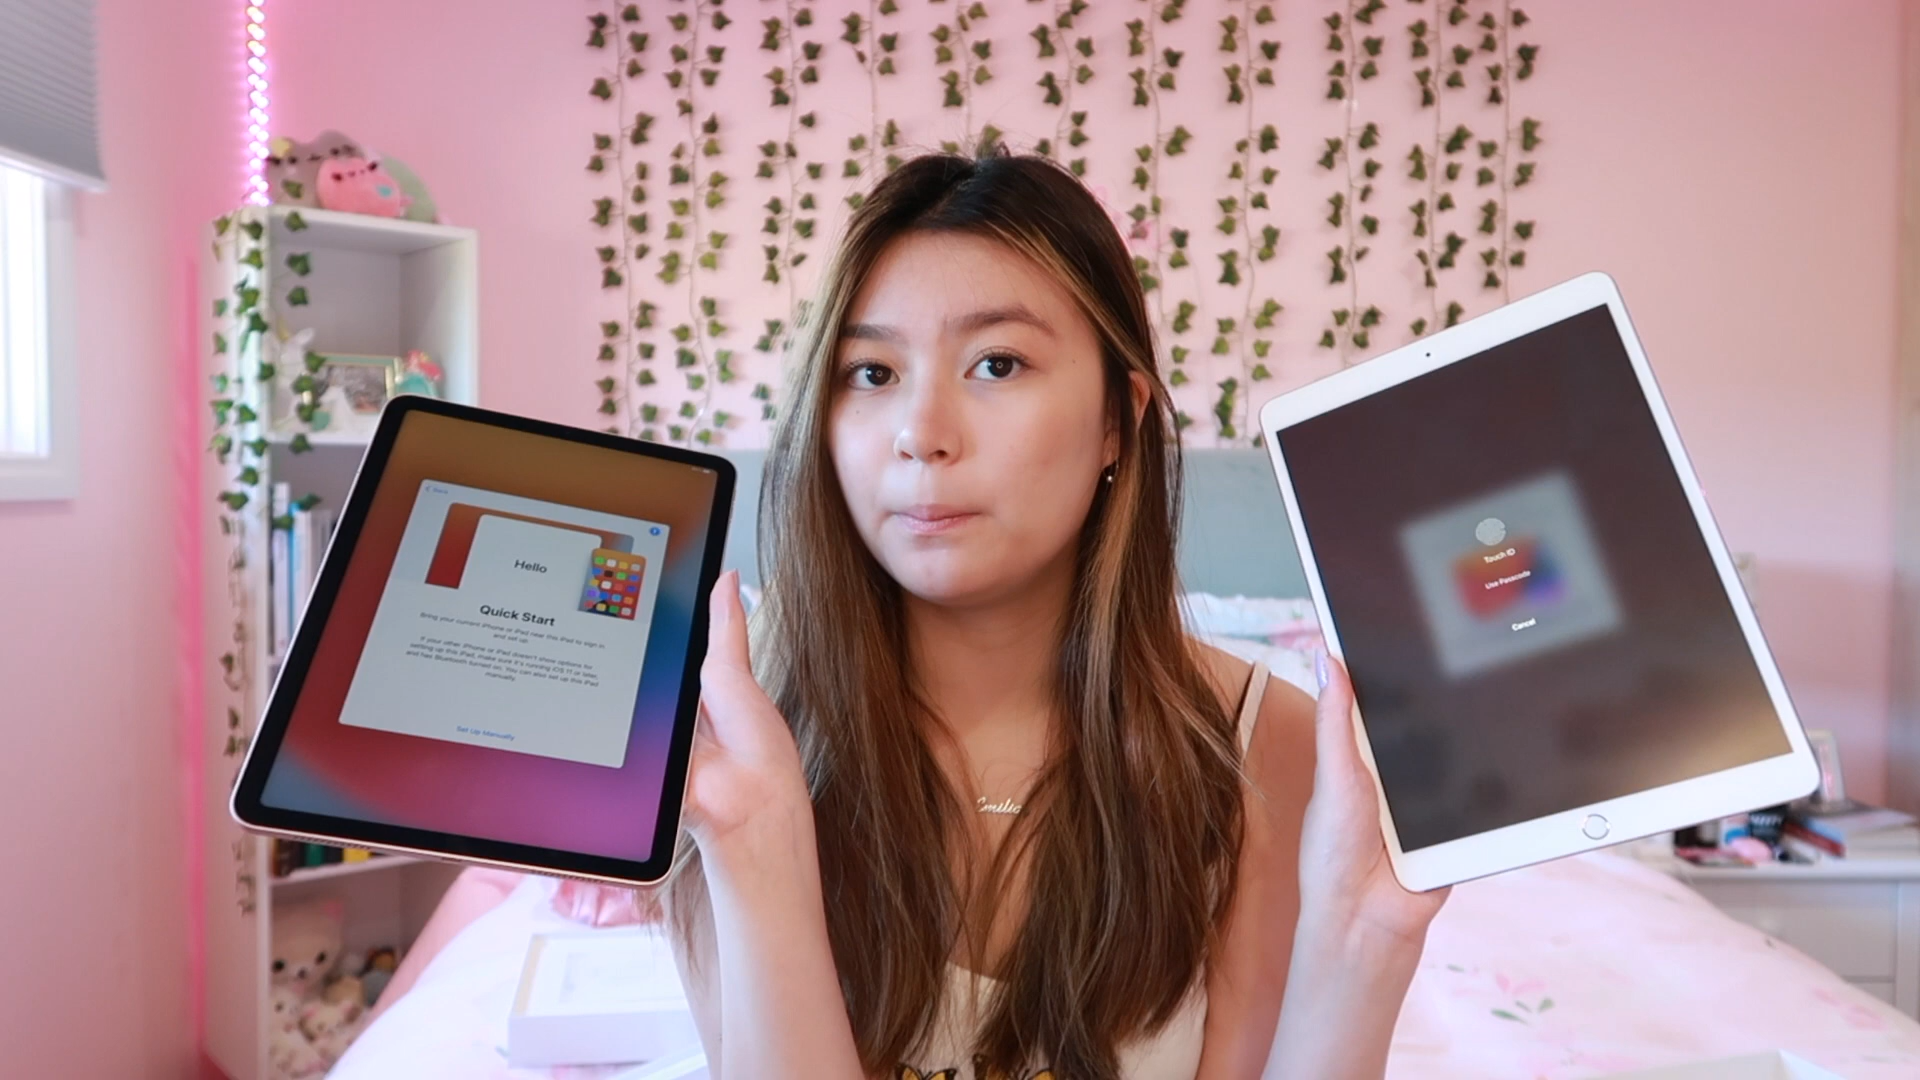 Back
Hello
Quick Start
Bring your current iPhone or iPad near this iPad to sign in
and set up.
If your other iPhone or iPad doesn't show options for
setting up this iPad, make sure it's running iOS 11 or later,
and has Bluetooth turned on. You can also set up this iPad
manually.
Set Up Manually
Emilia
Touch ID
Use Passcode
Cancel